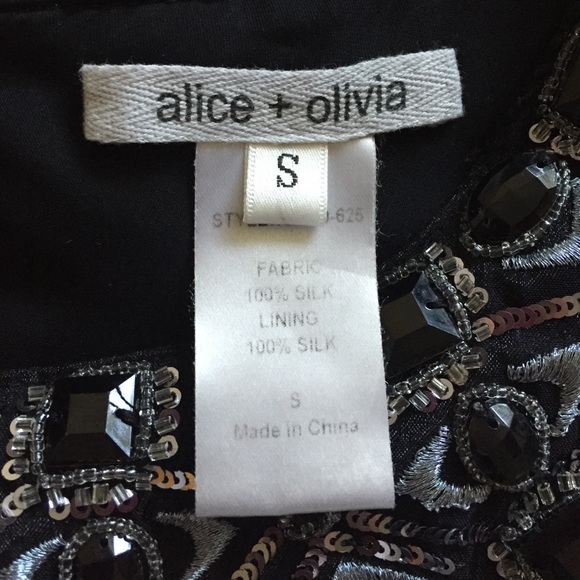 alice + olivia
S
FABRIC
100% SILK
LINING
100% SILK
S
Made in China